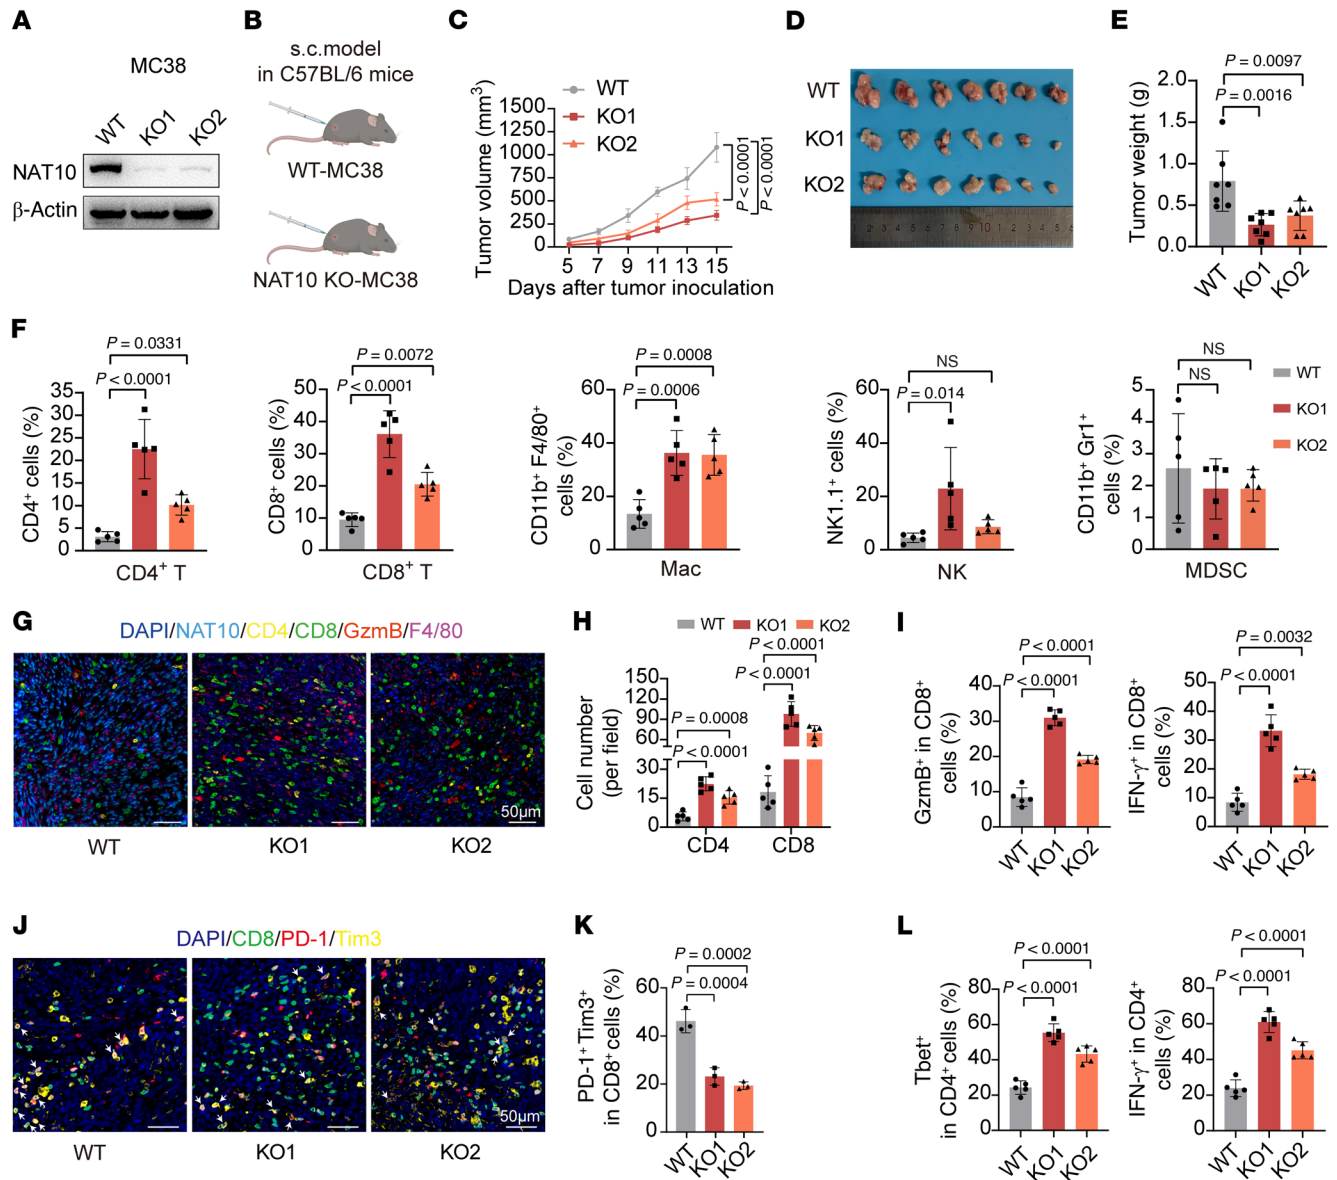 A
MC38
WT
KO1
KO2
NAT10
β-Actin
B
s.c.model
in C57BL/6 mice
WT-MC38
NAT10 KO-MC38
C
WT
KO1
KO2
Tumor volume (mm³)
1500
1250
1000
750
500
250
0
5 7 9 11 13 15
Days after tumor inoculation
P < 0.0001
P < 0.0001
D
WT
KO1
KO2
E
P = 0.0097
P = 0.0016
Tumor weight (g)
2.0
1.5
1.0
0.5
0.0
WT
KO1
KO2
F
P = 0.0331
P < 0.0001
CD4⁺ cells (%)
35
30
25
20
15
10
5
0
CD4⁺ T
P = 0.0072
P < 0.0001
CD8⁺ cells (%)
50
40
30
20
10
0
CD8⁺ T
P = 0.0008
P = 0.0006
CD11b⁺ F4/80⁺
cells (%)
60
40
20
0
Mac
NS
P = 0.014
NK1.1⁺ cells (%)
60
40
20
0
NK
NS
NS
CD11b⁺ Gr1⁺
cells (%)
5
4
3
2
1
0
MDSC
WT
KO1
KO2
G
DAPI/NAT10/CD4/CD8/GzmB/F4/80
50μm
WT
KO1
KO2
H
WT KO1 KO2
P < 0.0001
P < 0.0001
P = 0.0008
P < 0.0001
Cell number
(per field)
150
120
90
60
30
15
0
CD4
CD8
I
P < 0.0001
P < 0.0001
GzmB⁺ in CD8⁺
cells (%)
40
30
20
10
0
WT
KO1
KO2
P = 0.0032
P < 0.0001
IFN-γ⁺ in CD8⁺
cells (%)
50
40
30
20
10
0
WT
KO1
KO2
J
DAPI/CD8/PD-1/Tim3
50μm
WT
KO1
KO2
K
P = 0.0002
P = 0.0004
PD-1⁺ Tim3⁺
in CD8⁺cells (%)
60
40
20
0
WT
KO1
KO2
L
P < 0.0001
P < 0.0001
Tbet⁺
in CD4⁺cells (%)
80
60
40
20
0
WT
KO1
KO2
P < 0.0001
P < 0.0001
IFN-γ⁺ in CD4⁺
cells (%)
80
60
40
20
0
WT
KO1
KO2